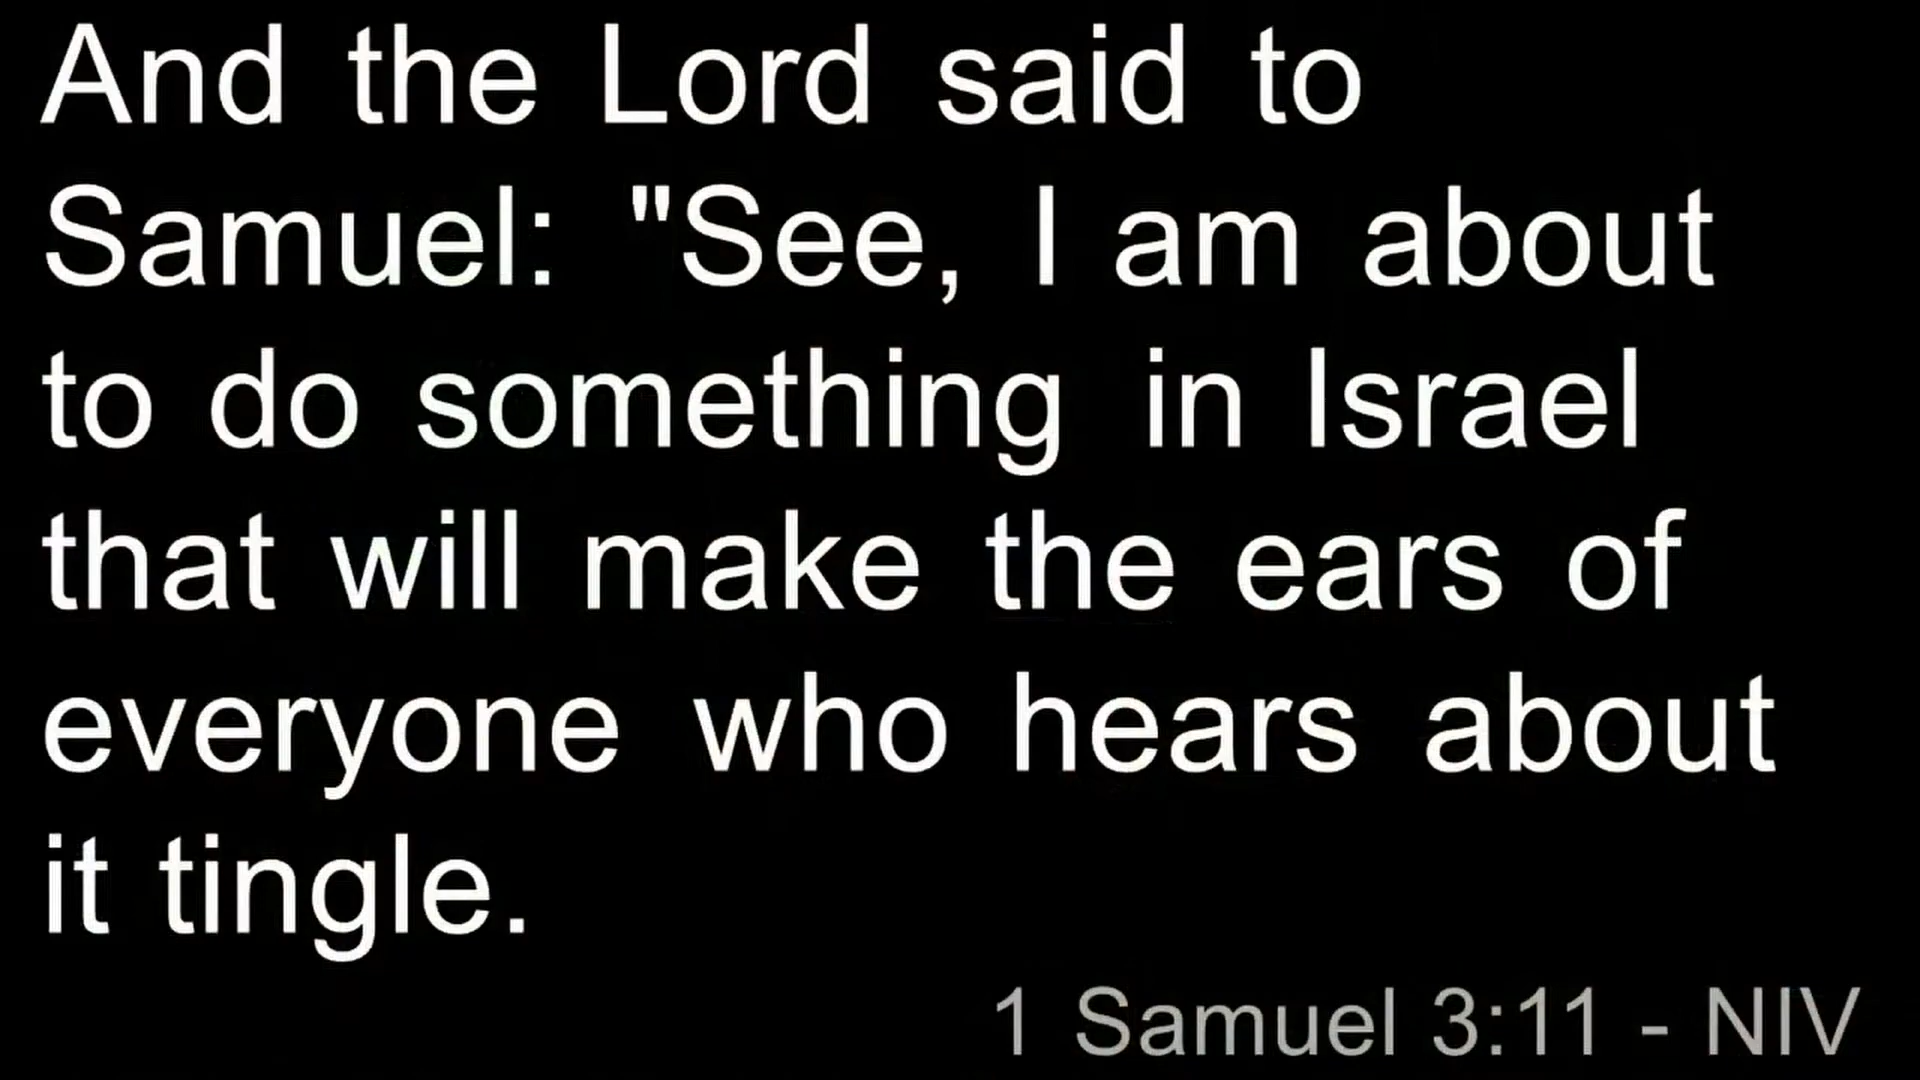 And the Lord said to
Samuel: "See, I am about
to do something in Israel
that will make the ears of
everyone who hears about
it tingle.
1 Samuel 3:11 - NIV